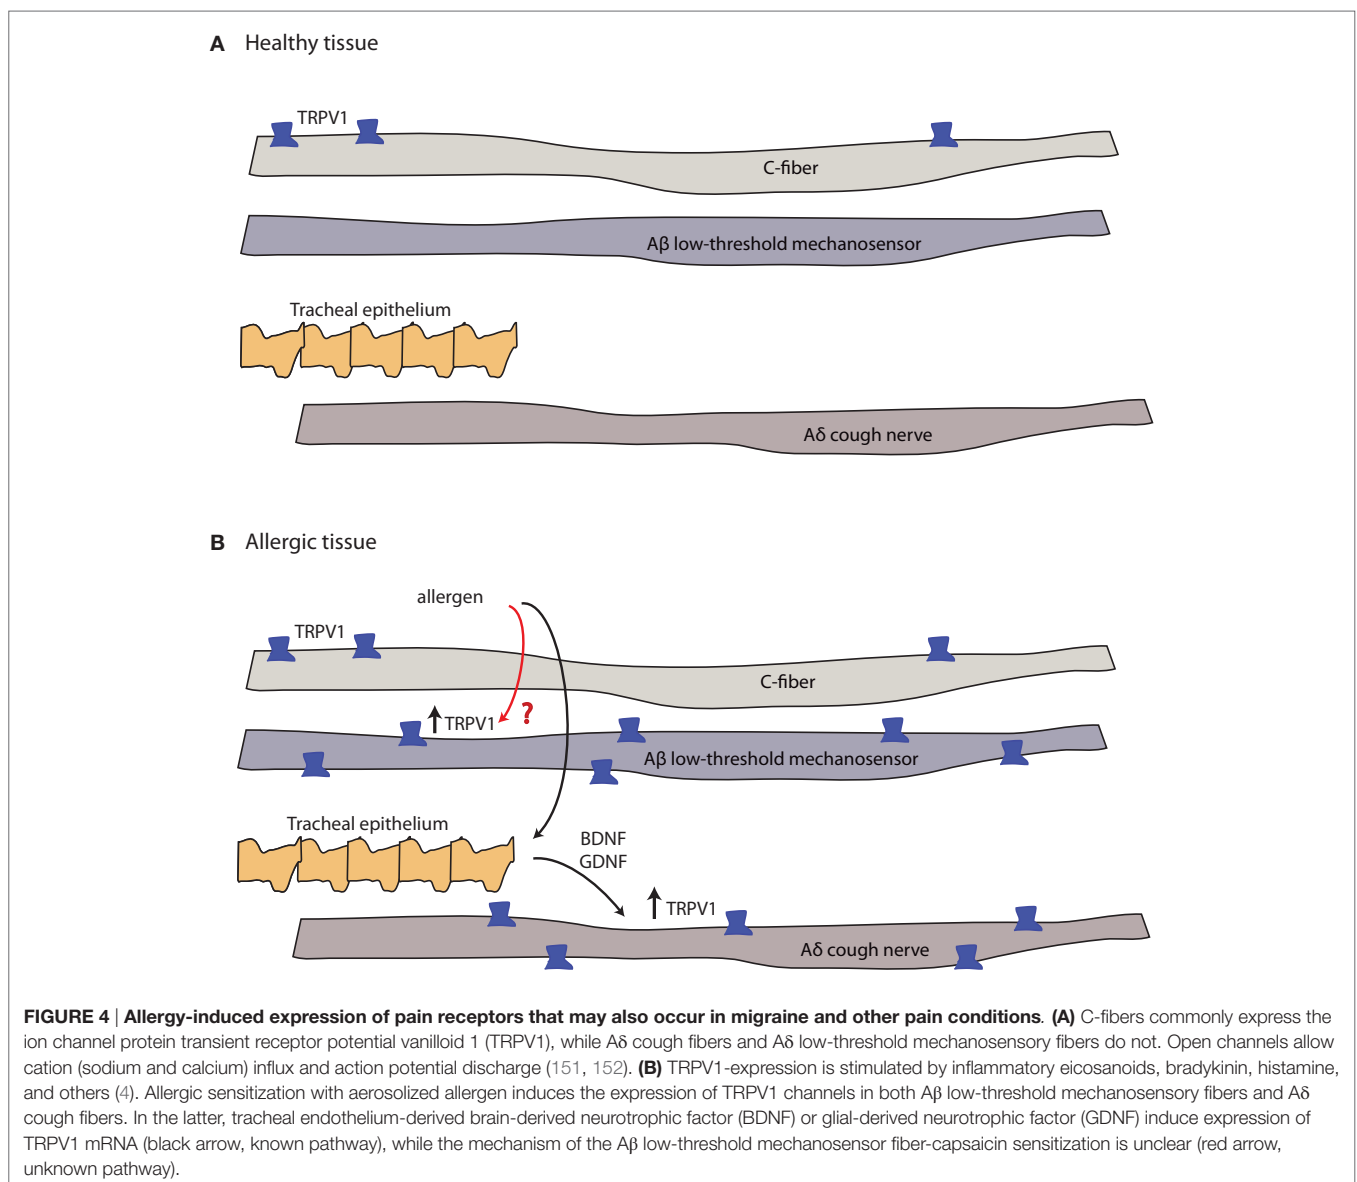 A Healthy tissue
TRPV1
C-fiber
Aβ low-threshold mechanosensor
Tracheal epithelium
Aδ cough nerve
B Allergic tissue
allergen
TRPV1
C-fiber
?
TRPV1
Aβ low-threshold mechanosensor
Tracheal epithelium
BDNF
GDNF
TRPV1
Aδ cough nerve
FIGURE 4 | Allergy-induced expression of pain receptors that may also occur in migraine and other pain conditions. (A) C-fibers commonly express the
ion channel protein transient receptor potential vanilloid 1 (TRPV1), while Aδ cough fibers and Aδ low-threshold mechanosensory fibers do not. Open channels allow
cation (sodium and calcium) influx and action potential discharge (151, 152). (B) TRPV1-expression is stimulated by inflammatory eicosanoids, bradykinin, histamine,
and others (4). Allergic sensitization with aerosolized allergen induces the expression of TRPV1 channels in both Aβ low-threshold mechanosensory fibers and Aδ
cough fibers. In the latter, tracheal endothelium-derived brain-derived neurotrophic factor (BDNF) or glial-derived neurotrophic factor (GDNF) induce expression of
TRPV1 mRNA (black arrow, known pathway), while the mechanism of the Aβ low-threshold mechanosensor fiber-capsaicin sensitization is unclear (red arrow,
unknown pathway).